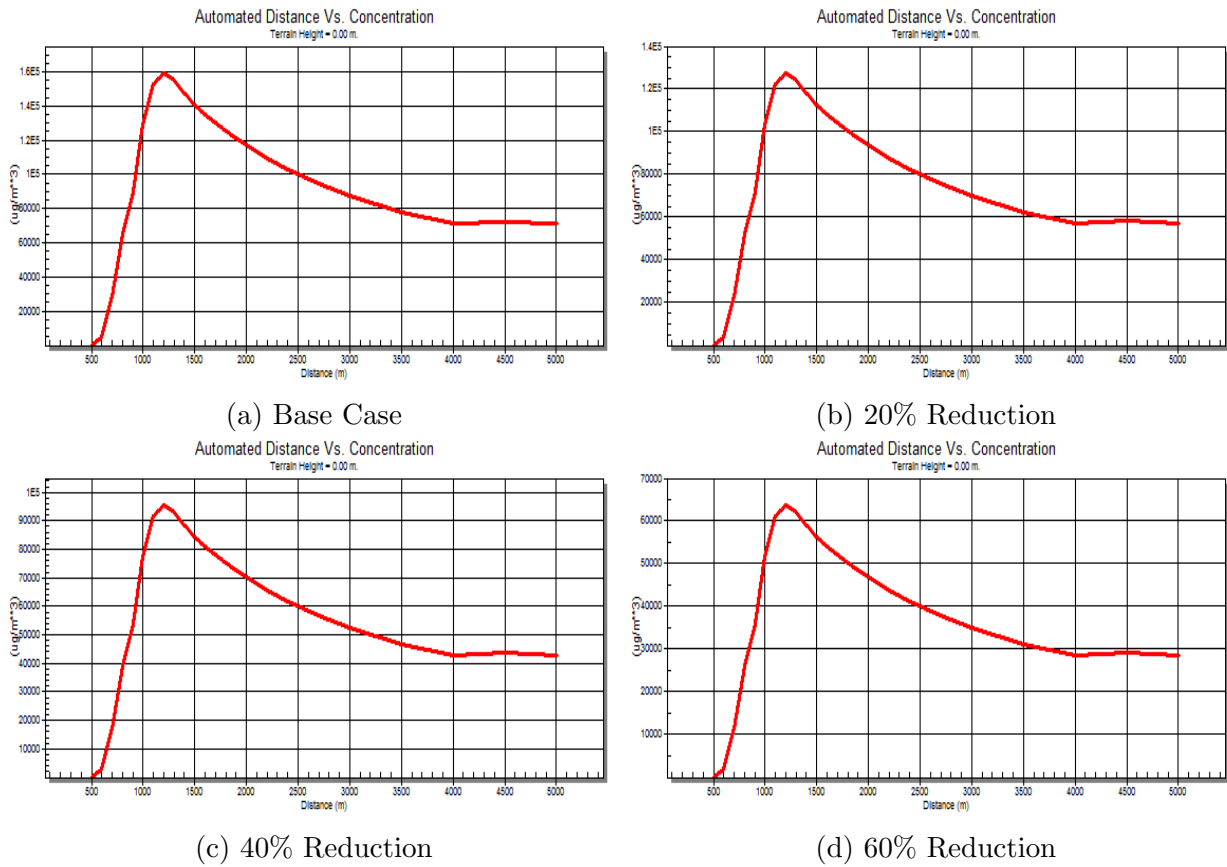 Automated Distance Vs. Concentration
Terrain Height = 0.00 m.
1.6E5
1.4E5
1.2E5
1E5
80000
60000
40000
20000
(ug/m**3)
500 1000 1500 2000 2500 3000 3500 4000 4500 5000
Distance (m)
(a) Base Case
Automated Distance Vs. Concentration
Terrain Height = 0.00 m.
1.4E5
1.2E5
1E5
80000
60000
40000
20000
(ug/m**3)
500 1000 1500 2000 2500 3000 3500 4000 4500 5000
Distance (m)
(b) 20% Reduction
Automated Distance Vs. Concentration
Terrain Height = 0.00 m.
1E5
90000
80000
70000
60000
50000
40000
30000
20000
10000
(ug/m**3)
500 1000 1500 2000 2500 3000 3500 4000 4500 5000
Distance (m)
(c) 40% Reduction
Automated Distance Vs. Concentration
Terrain Height = 0.00 m.
70000
60000
50000
40000
30000
20000
10000
(ug/m**3)
500 1000 1500 2000 2500 3000 3500 4000 4500 5000
Distance (m)
(d) 60% Reduction